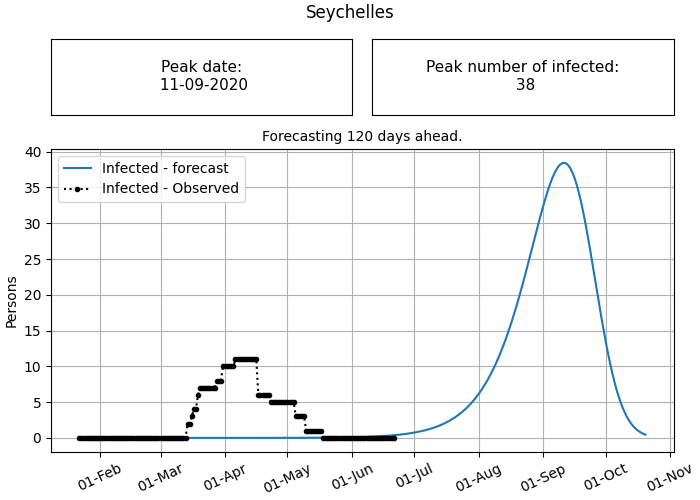 Seychelles
Peak date:
11-09-2020
Peak number of infected:
38
Forecasting 120 days ahead.
Infected - forecast
Infected - Observed
Persons
40
35
30
25
20
15
10
5
0
01-Feb
01-Mar
01-Apr
01-May
01-Jun
01-Jul
01-Aug
01-Sep
01-Oct
01-Nov